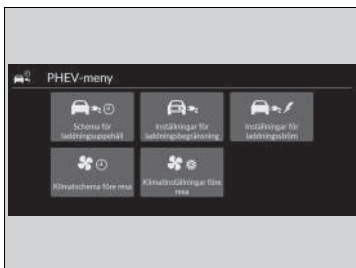 PHEV-meny
Schema för
laddningsuppehåll
Inställningar för
laddningsbegränsning
Inställningar för
laddningsström
Klimatschema före resa
Klimatinställningar före
resa